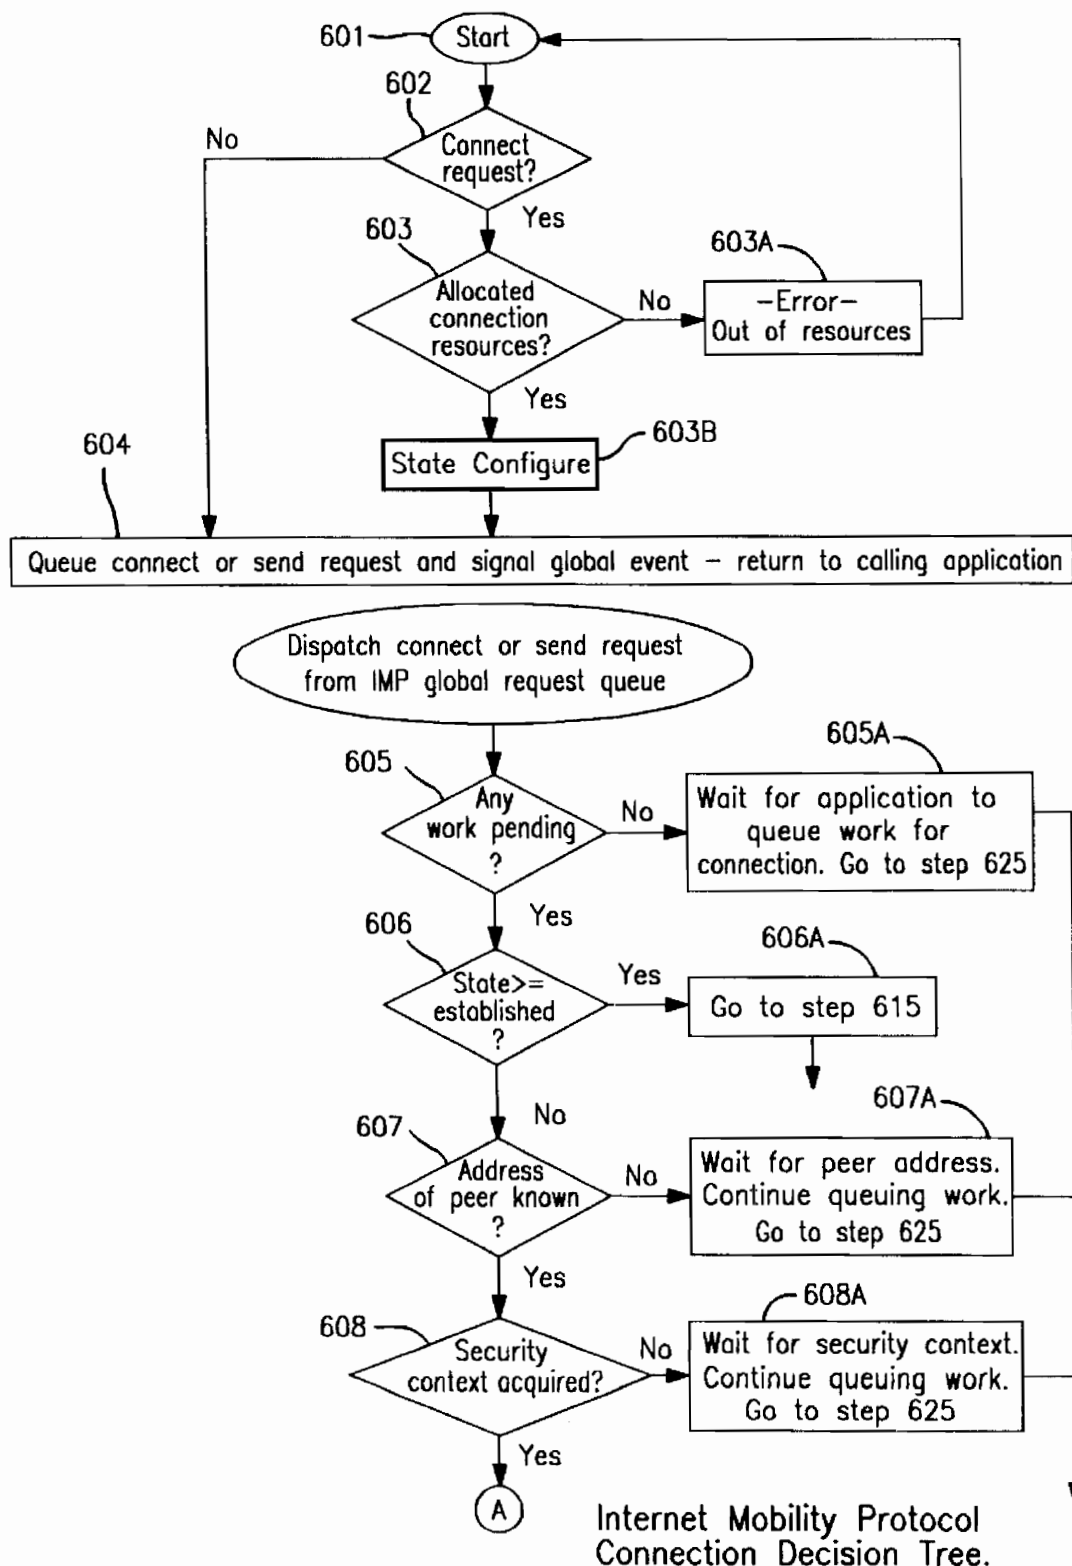 601
Start
602
No
Connect
request?
Yes
603
603A
Allocated
connection
resources?
No
-Error-
Out of resources
Yes
603B
604
State Configure
Queue connect or send request and signal global event – return to calling application
Dispatch connect or send request
from IMP global request queue
605
605A
Any
work pending
?
No
Wait for application to
queue work for
connection. Go to step 625
Yes
606
606A
State>=
established
?
Yes
Go to step 615
No
607
607A
Address
of peer known
?
No
Wait for peer address.
Continue queuing work.
Go to step 625
Yes
608
608A
Security
context acquired?
No
Wait for security context.
Continue queuing work.
Go to step 625
Yes
A
Internet Mobility Protocol
Connection Decision Tree.